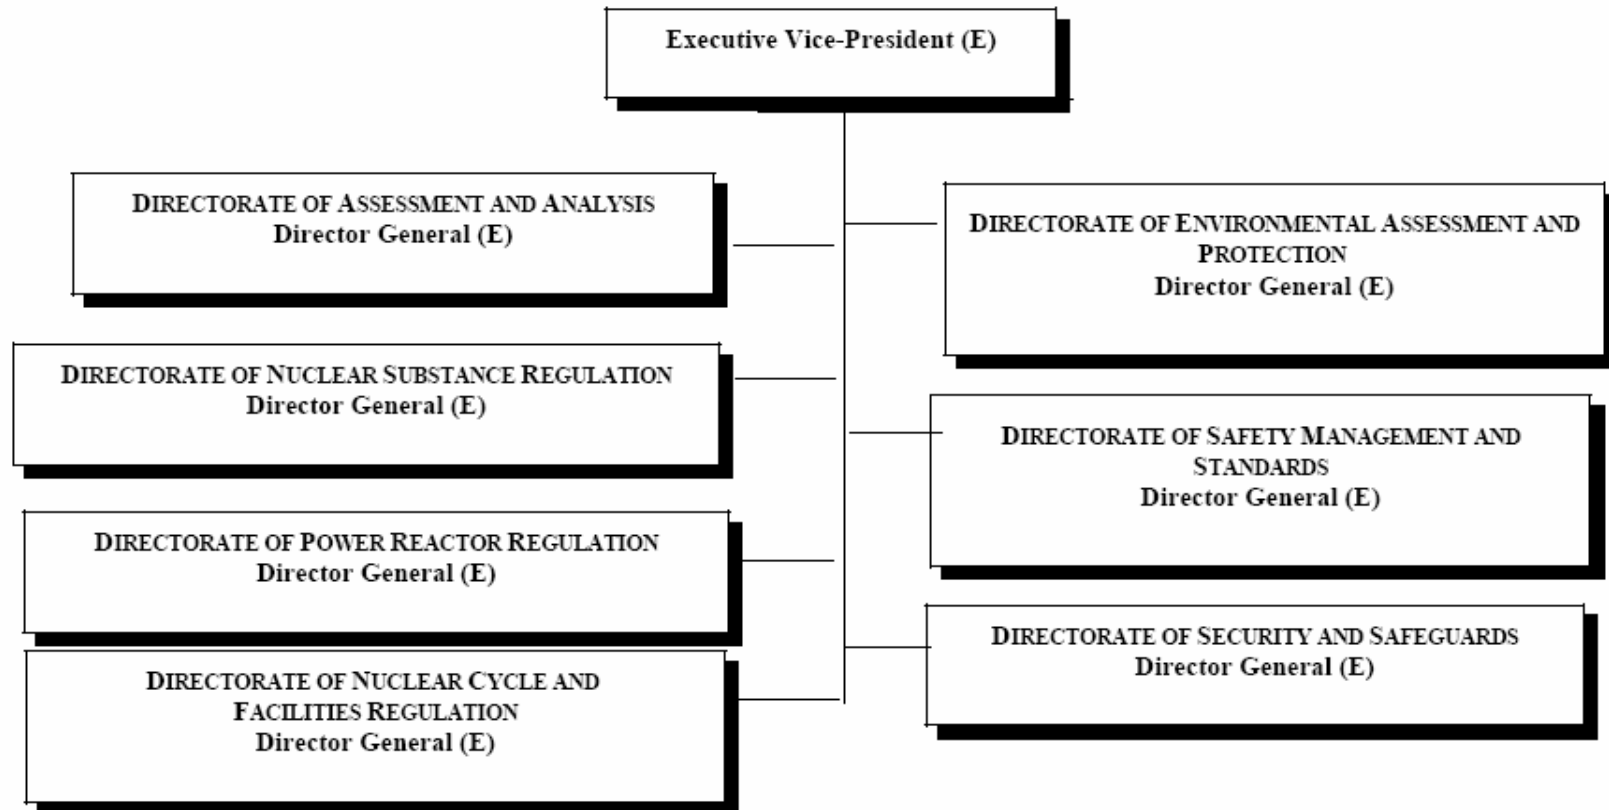 Executive Vice-President (E)
DIRECTORATE OF ASSESSMENT AND ANALYSIS
Director General (E)
DIRECTORATE OF NUCLEAR SUBSTANCE REGULATION
Director General (E)
DIRECTORATE OF POWER REACTOR REGULATION
Director General (E)
DIRECTORATE OF NUCLEAR CYCLE AND
FACILITIES REGULATION
Director General (E)
DIRECTORATE OF ENVIRONMENTAL ASSESSMENT AND
PROTECTION
Director General (E)
DIRECTORATE OF SAFETY MANAGEMENT AND
STANDARDS
Director General (E)
DIRECTORATE OF SECURITY AND SAFEGUARDS
Director General (E)